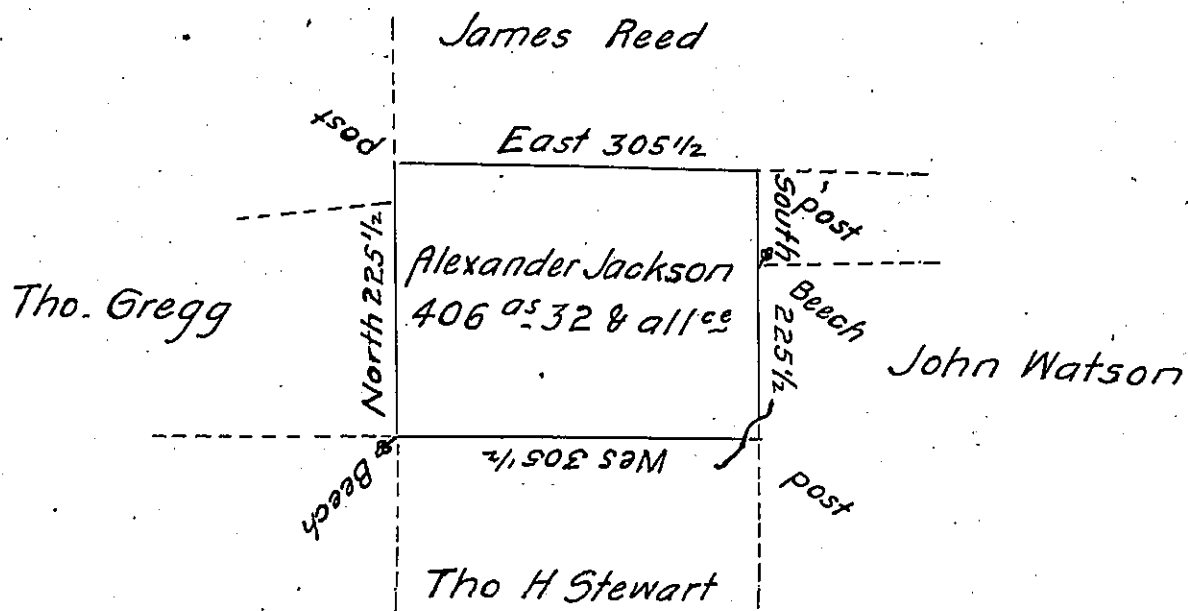 James Reed
post
East 305½
South
post
Tho. Gregg
North 225½
Alexander Jackson
406 as 32 & allce
Beech
225½
John Watson
Wes 305½
Beech
post
Tho H Stewart